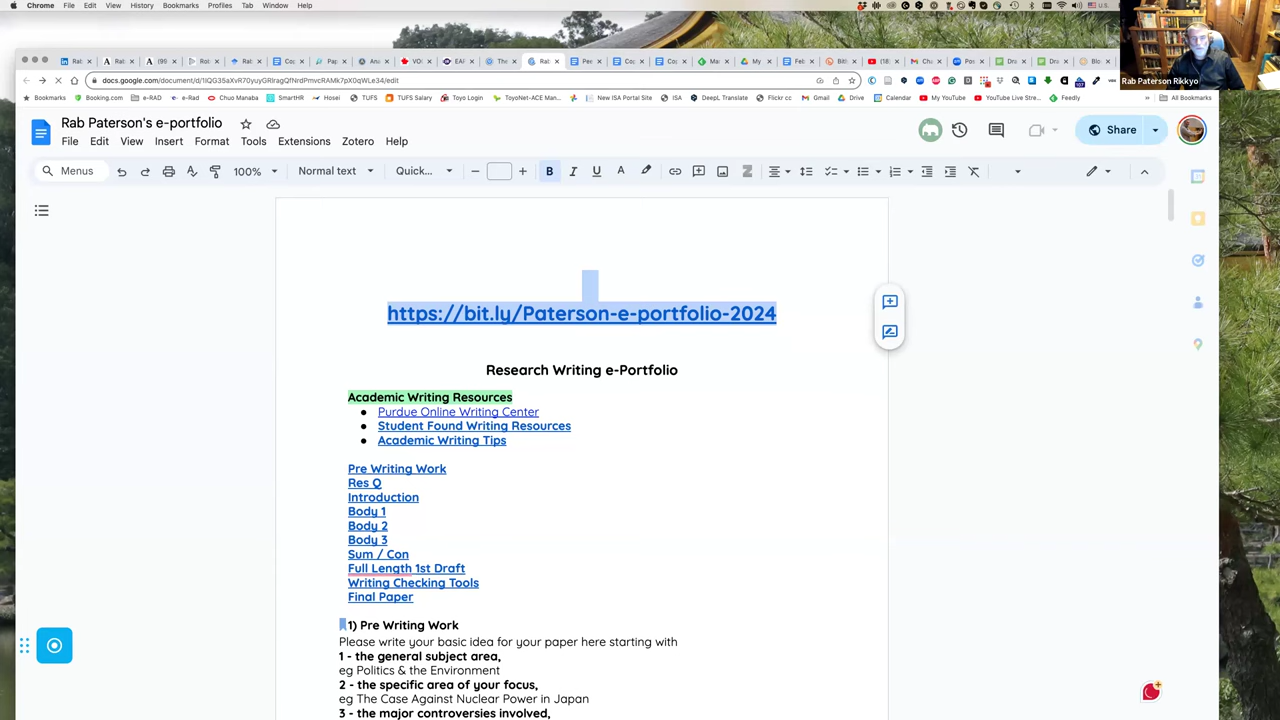 Chrome File Edit View History Bookmarks Profiles Tab Window Help
docs.google.com/document/d/1iQG35aXvR70yuyGRlragQfNrdPmvcRAMk7pX0qWLe34/edit
Rab Paterson Rikkyo
Bookmarks Booking.com e-RAD e-Rad Chuo Manaba SmartHR Hosei TUFS TUFS Salary Toyo LogIn ToyoNet-ACE Man... New ISA Portal Site ISA DeepL Translate Flickr cc Gmail Drive Calendar My YouTube YouTube Live Stre... Feedly » All Bookmarks
Rab Paterson's e-portfolio
File Edit View Insert Format Tools Extensions Zotero Help
Share
Menus 100% Normal text Quick... − + B I U A
https://bit.ly/Paterson-e-portfolio-2024
Research Writing e-Portfolio
Academic Writing Resources
● Purdue Online Writing Center
● Student Found Writing Resources
● Academic Writing Tips
Pre Writing Work
Res Q
Introduction
Body 1
Body 2
Body 3
Sum / Con
Full Length 1st Draft
Writing Checking Tools
Final Paper
1) Pre Writing Work
Please write your basic idea for your paper here starting with
1 - the general subject area,
eg Politics & the Environment
2 - the specific area of your focus,
eg The Case Against Nuclear Power in Japan
3 - the major controversies involved,